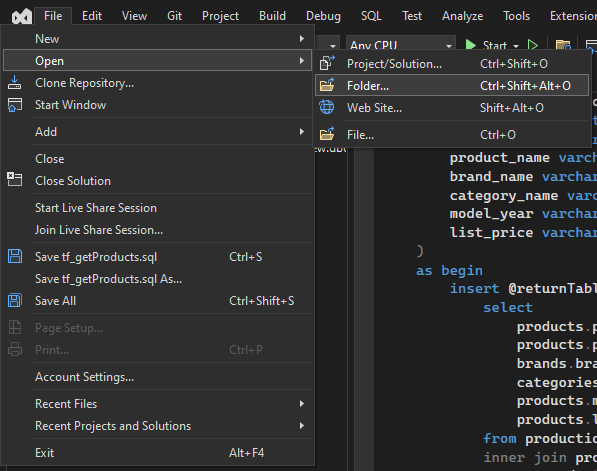 File Edit View Git Project Build Debug SQL Test Analyze Tools Extension
New
Any CPU Start
Open
Project/Solution... Ctrl+Shift+O
Clone Repository...
Folder... Ctrl+Shift+Alt+O
Start Window
Web Site... Shift+Alt+O
Add
File... Ctrl+O
Close
product_name varchar
Close Solution
brand_name varchar
category_name varc
Start Live Share Session
model_year varchar
Join Live Share Session...
list_price varchar
)
Save tf_getProducts.sql Ctrl+S
as begin
Save tf_getProducts.sql As...
insert @returnTabl
Save All Ctrl+Shift+S
select
Page Setup...
products.p
Print... Ctrl+P
products.p
brands.bra
Account Settings...
categories
Recent Files
products.m
products.l
Recent Projects and Solutions
from productio
Exit Alt+F4
inner join pro